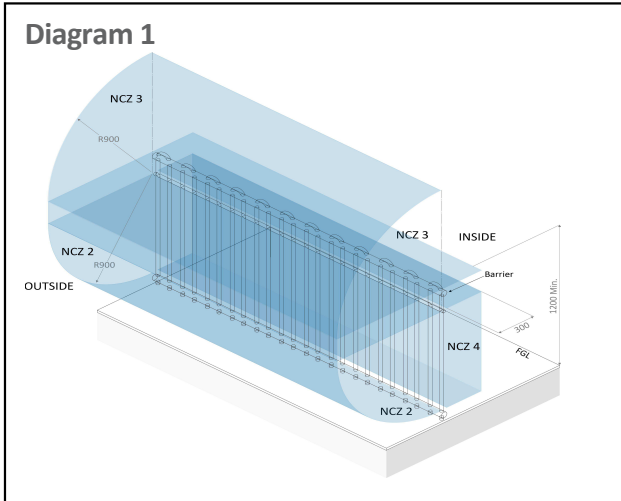 Diagram 1
NCZ 3
R900
NCZ 3
INSIDE
NCZ 2
R900
Barrier
OUTSIDE
1200 Min.
300
NCZ 4
FGL
NCZ 2